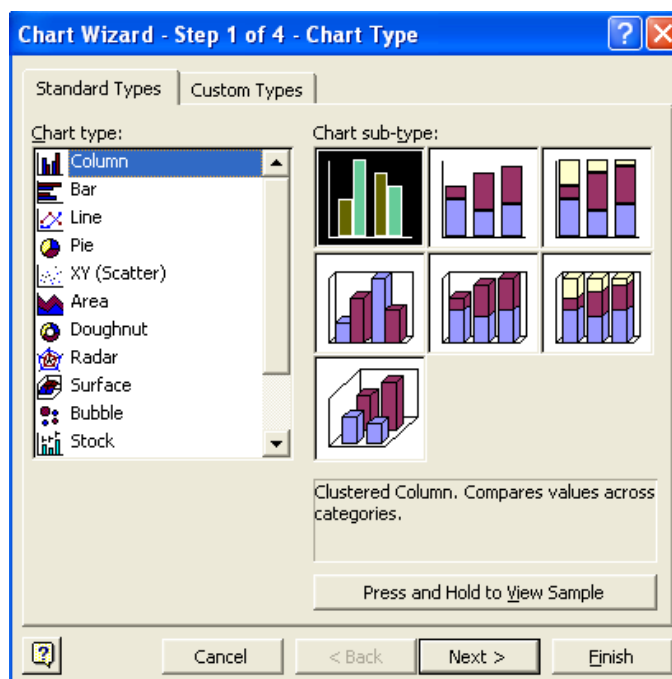 Chart Wizard - Step 1 of 4 - Chart Type
Standard Types
Custom Types
Chart type:
Column
Bar
Line
Pie
XY (Scatter)
Area
Doughnut
Radar
Surface
Bubble
Stock
Chart sub-type:
Clustered Column. Compares values across
categories.
Press and Hold to View Sample
Cancel
< Back
Next >
Finish